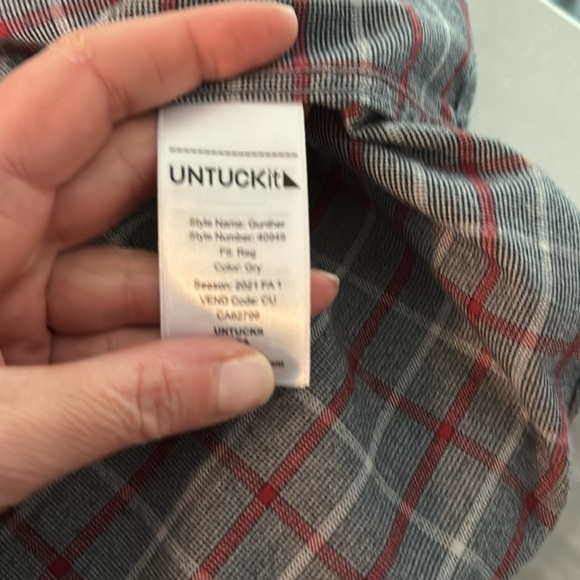 UNTUCKit
Style Name: Gunther
Style Number: 40949
Fit: Reg
Color: Gry
Season: 2021 FA 1
VEND Code: CU
CA62799
UNTUCKit